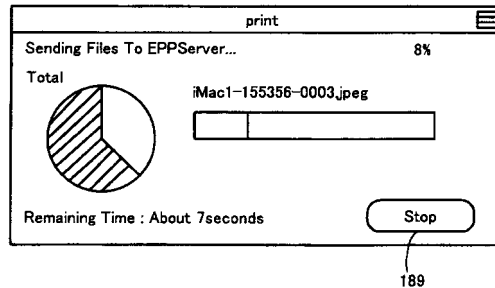 print
Sending Files To EPPServer... 8%
Total
iMac1-155356-0003.jpeg
Remaining Time : About 7seconds
Stop
189